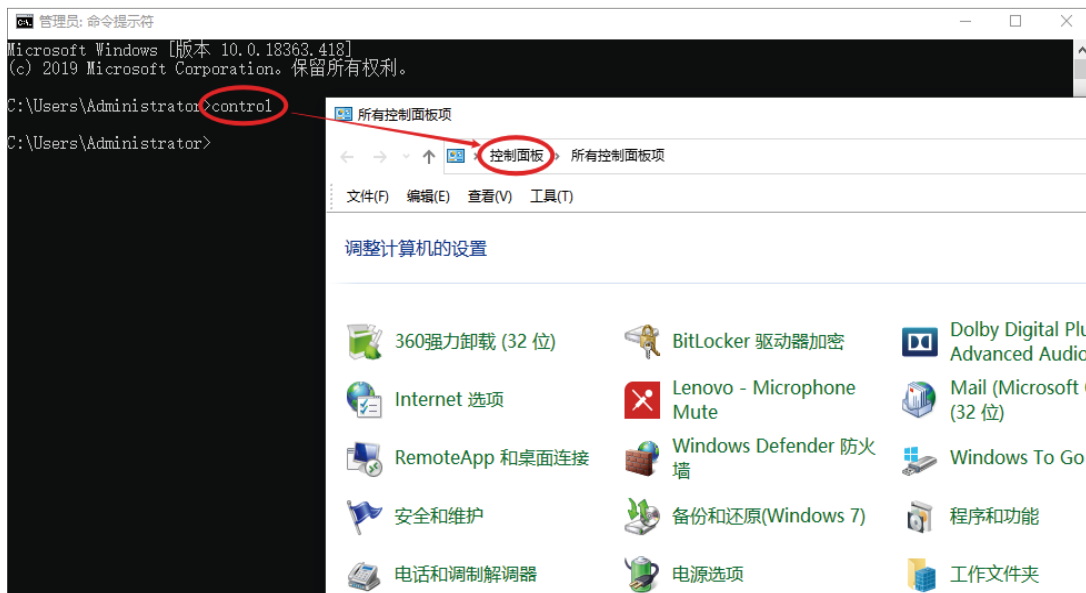 管理员: 命令提示符
Microsoft Windows [版本 10.0.18363.418]
(c) 2019 Microsoft Corporation。保留所有权利。
C:\Users\Administrator>control
C:\Users\Administrator>
所有控制面板项
控制面板 › 所有控制面板项
文件(F) 编辑(E) 查看(V) 工具(T)
调整计算机的设置
360强力卸载 (32 位)
BitLocker 驱动器加密
Dolby Digital Plu
Advanced Audio
Internet 选项
Lenovo - Microphone
Mute
Mail (Microsoft
(32 位)
RemoteApp 和桌面连接
Windows Defender 防火
墙
Windows To Go
安全和维护
备份和还原(Windows 7)
程序和功能
电话和调制解调器
电源选项
工作文件夹